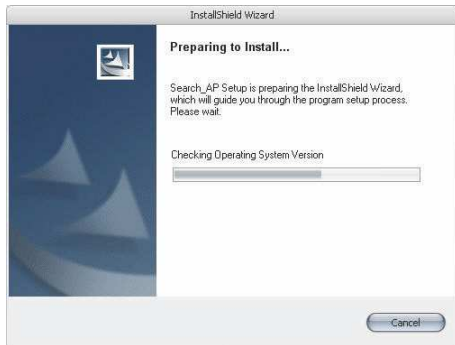 InstallShield Wizard
Preparing to Install...
Search_AP Setup is preparing the InstallShield Wizard,
which will guide you through the program setup process.
Please wait.
Checking Operating System Version
Cancel